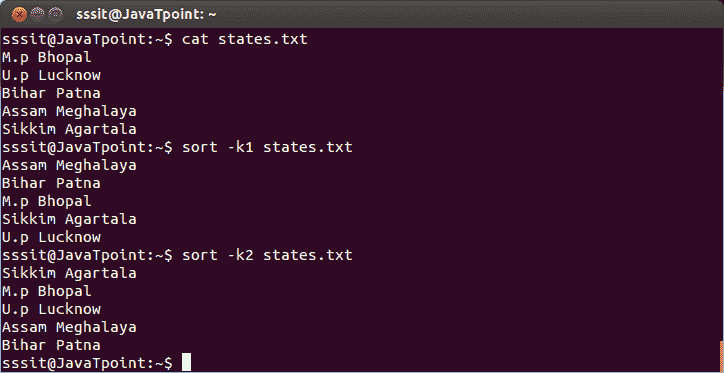 sssit@JavaTpoint: ~
sssit@JavaTpoint:~$ cat states.txt
M.p Bhopal
U.p Lucknow
Bihar Patna
Assam Meghalaya
Sikkim Agartala
sssit@JavaTpoint:~$ sort -k1 states.txt
Assam Meghalaya
Bihar Patna
M.p Bhopal
Sikkim Agartala
U.p Lucknow
sssit@JavaTpoint:~$ sort -k2 states.txt
Sikkim Agartala
M.p Bhopal
U.p Lucknow
Assam Meghalaya
Bihar Patna
sssit@JavaTpoint:~$